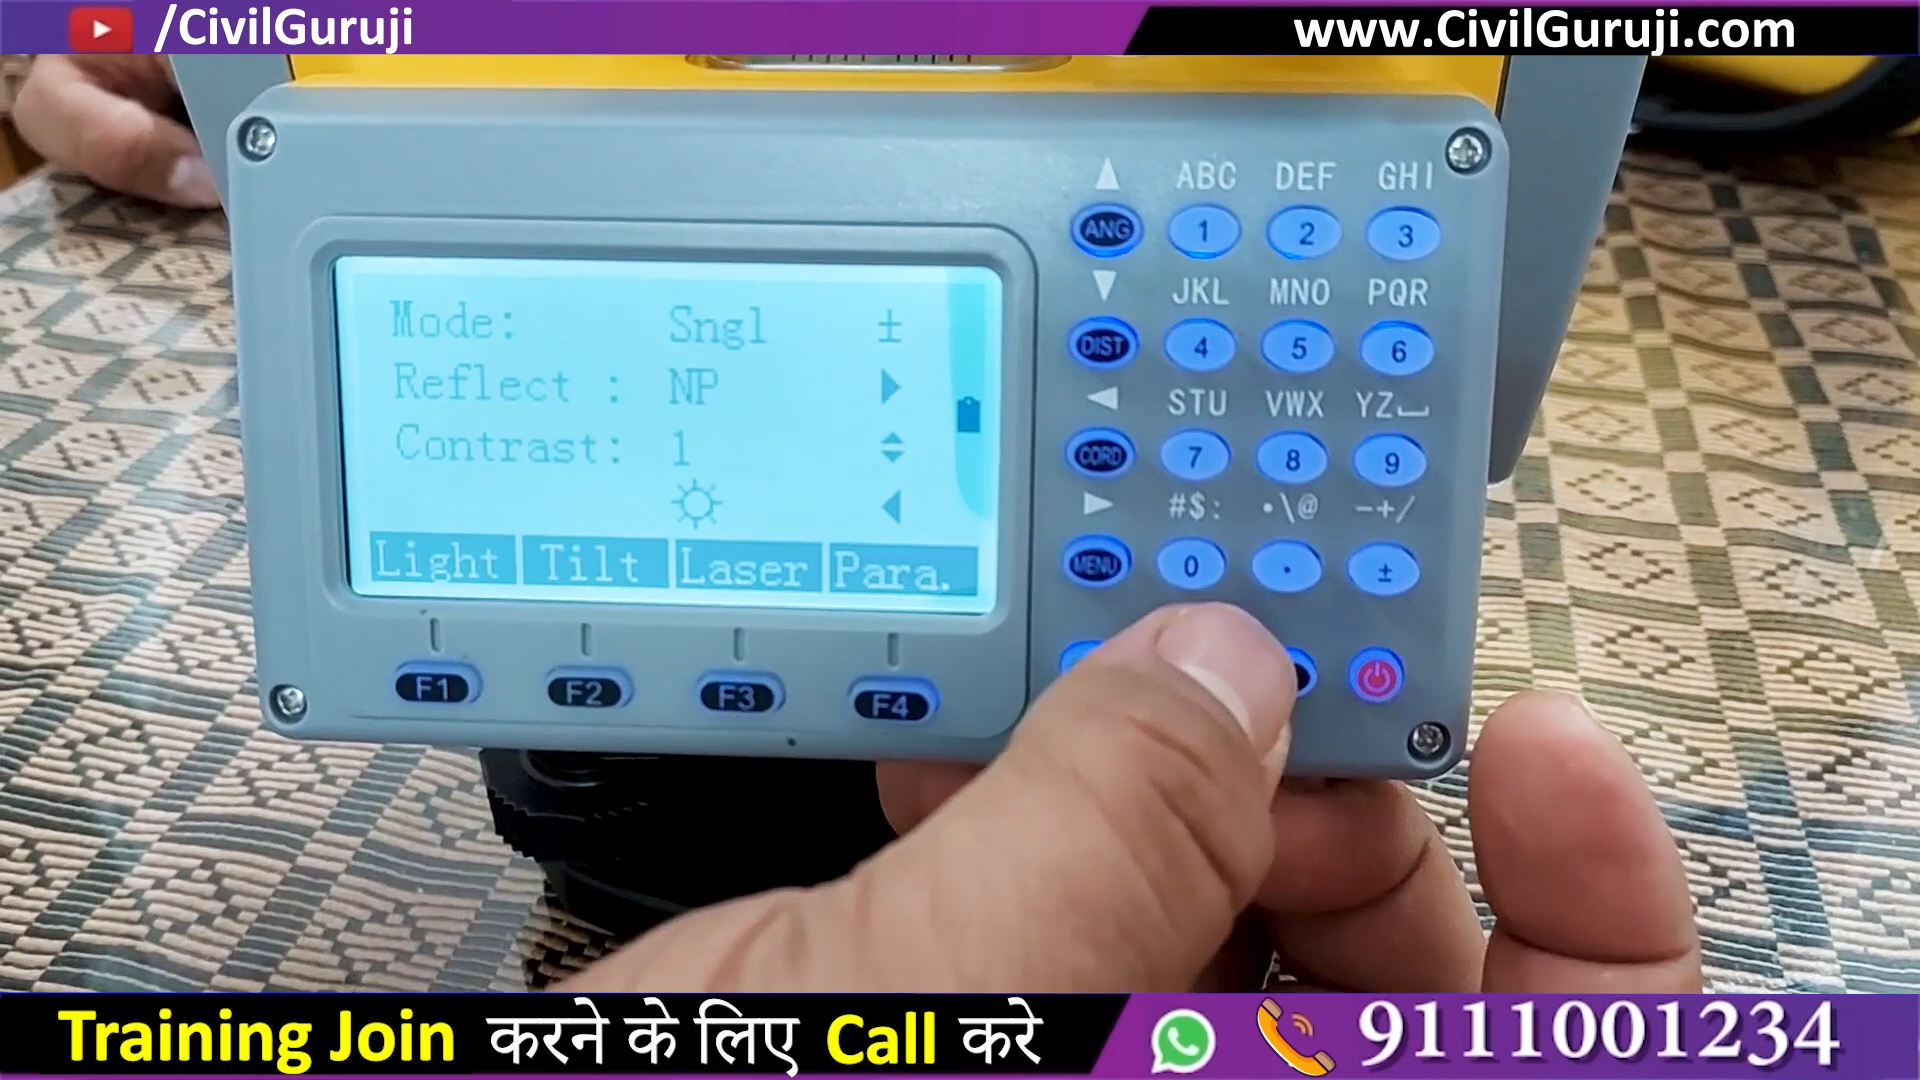 /CivilGuruji
www.CivilGuruji.com
Mode: Sngl ±
Reflect : NP
Contrast: 1
Light Tilt Laser Para.
F1 F2 F3 F4
ABC DEF GHI
ANG 1 2 3
JKL MNO PQR
DIST 4 5 6
STU VWX YZ⎵
CORD 7 8 9
#$: •\@ −+/
MENU 0 • ±
Training Join करने के लिए Call करे
9111001234